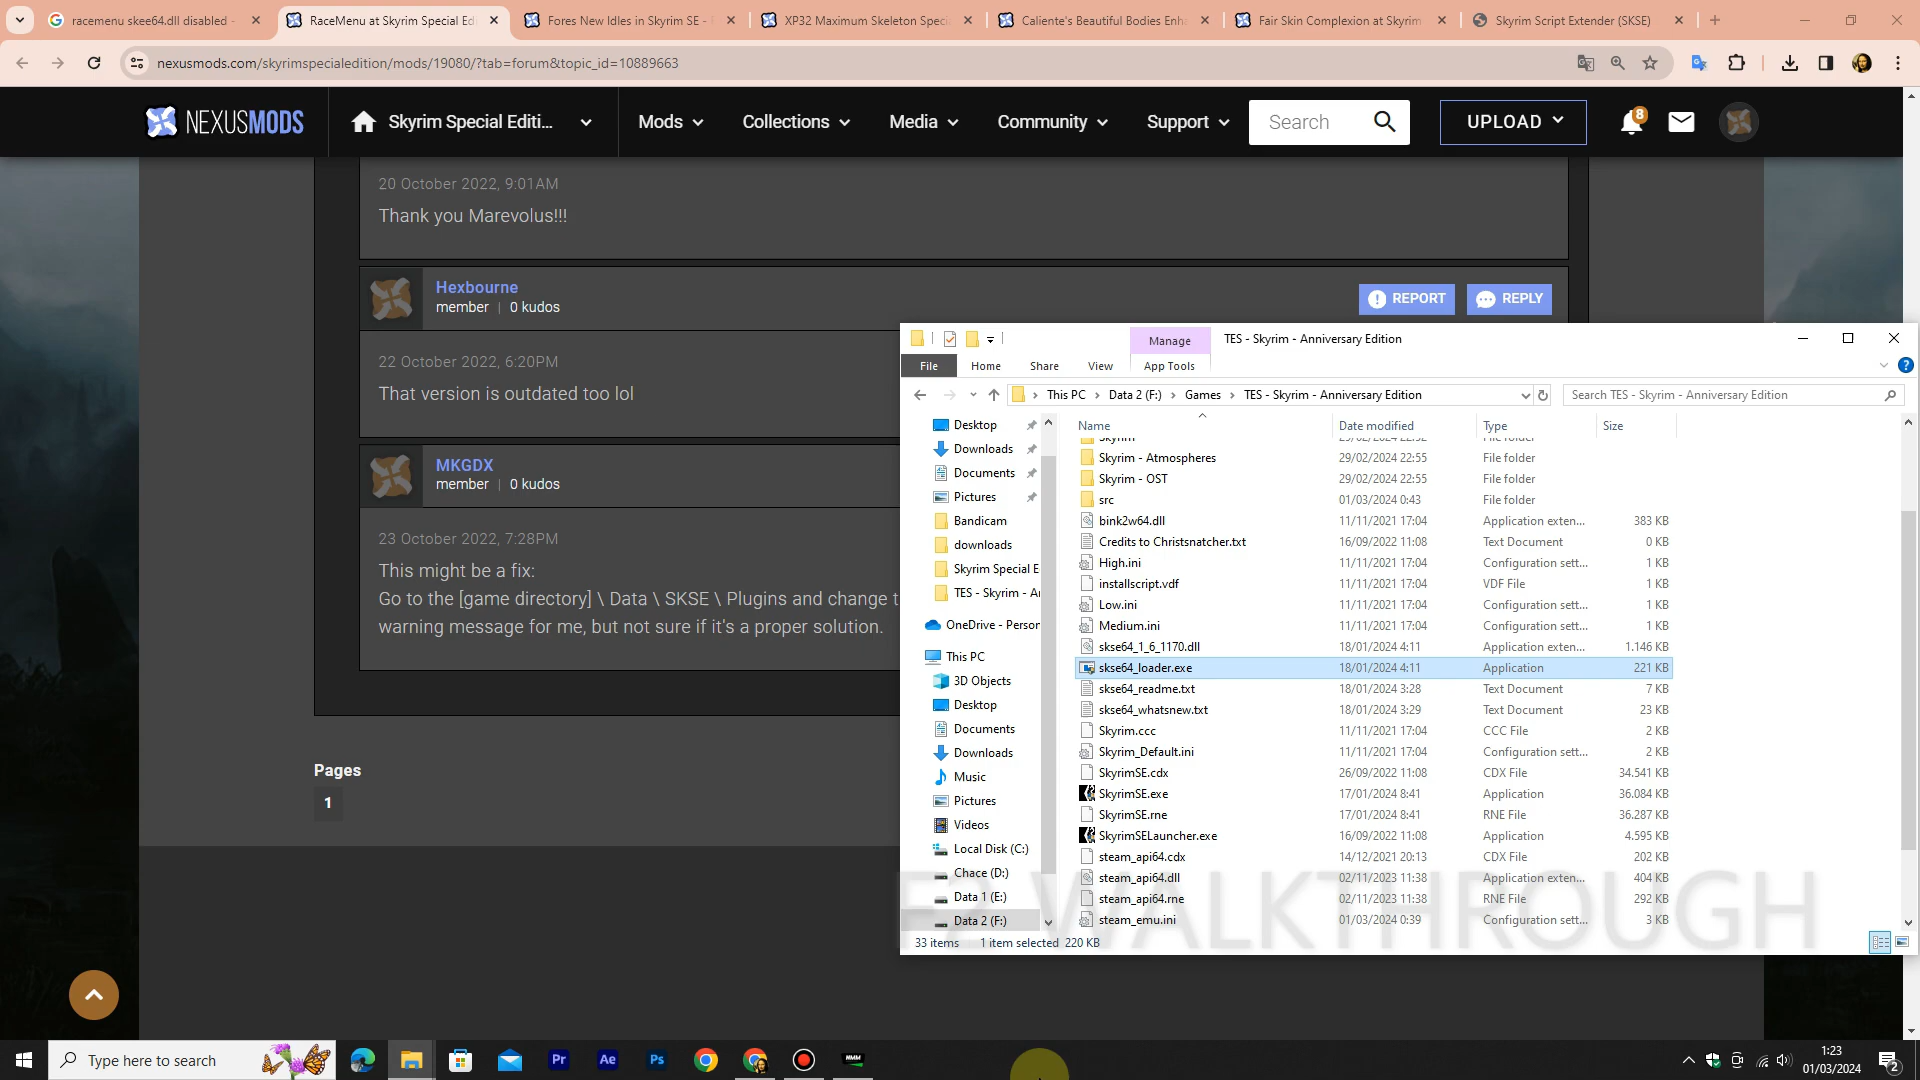 racemenu skee64.dll disabled -
RaceMenu at Skyrim Special Edi
Fores New Idles in Skyrim SE - F
XP32 Maximum Skeleton Speci
Caliente's Beautiful Bodies Enh
Fair Skin Complexion at Skyrim
Skyrim Script Extender (SKSE)
nexusmods.com/skyrimspecialedition/mods/19080/?tab=forum&topic_id=10889663
NEXUSMODS
Skyrim Special Editi...
Mods
Collections
Media
Community
Support
Search
UPLOAD
8
20 October 2022, 9:01AM
Thank you Marevolus!!!
Hexbourne
member | 0 kudos
REPORT
REPLY
22 October 2022, 6:20PM
That version is outdated too lol
MKGDX
member | 0 kudos
23 October 2022, 7:28PM
This might be a fix:
Go to the [game directory] \ Data \ SKSE \ Plugins and change t
warning message for me, but not sure if it's a proper solution.
Pages
1
Manage
TES - Skyrim - Anniversary Edition
File
Home
Share
View
App Tools
This PC
Data 2 (F:)
Games
TES - Skyrim - Anniversary Edition
Search TES - Skyrim - Anniversary Edition
Desktop
Downloads
Documents
Pictures
Bandicam
downloads
Skyrim Special E
TES - Skyrim - A
OneDrive - Person
This PC
3D Objects
Desktop
Documents
Downloads
Music
Pictures
Videos
Local Disk (C:)
Chace (D:)
Data 1 (E:)
Data 2 (F:)
Name Date modified Type Size
Skyrim 29/02/2024 22:52 File folder
Skyrim - Atmospheres 29/02/2024 22:55 File folder
Skyrim - OST 29/02/2024 22:55 File folder
src 01/03/2024 0:43 File folder
bink2w64.dll 11/11/2021 17:04 Application exten... 383 KB
Credits to Christsnatcher.txt 16/09/2022 11:08 Text Document 0 KB
High.ini 11/11/2021 17:04 Configuration sett... 1 KB
installscript.vdf 11/11/2021 17:04 VDF File 1 KB
Low.ini 11/11/2021 17:04 Configuration sett... 1 KB
Medium.ini 11/11/2021 17:04 Configuration sett... 1 KB
skse64_1_6_1170.dll 18/01/2024 4:11 Application exten... 1.146 KB
skse64_loader.exe 18/01/2024 4:11 Application 221 KB
skse64_readme.txt 18/01/2024 3:28 Text Document 7 KB
skse64_whatsnew.txt 18/01/2024 3:29 Text Document 23 KB
Skyrim.ccc 11/11/2021 17:04 CCC File 2 KB
Skyrim_Default.ini 11/11/2021 17:04 Configuration sett... 2 KB
SkyrimSE.cdx 26/09/2022 11:08 CDX File 34.541 KB
SkyrimSE.exe 17/01/2024 8:41 Application 36.084 KB
SkyrimSE.rne 17/01/2024 8:41 RNE File 36.287 KB
SkyrimSELauncher.exe 16/09/2022 11:08 Application 4.595 KB
steam_api64.cdx 14/12/2021 20:13 CDX File 202 KB
steam_api64.dll 02/11/2023 11:38 Application exten... 404 KB
steam_api64.rne 02/11/2023 11:38 RNE File 292 KB
steam_emu.ini 01/03/2024 0:39 Configuration sett... 3 KB
WALKTHROUGH
33 items 1 item selected 220 KB
Type here to search
Pr
Ae
Ps
NMM
1:23
01/03/2024
2